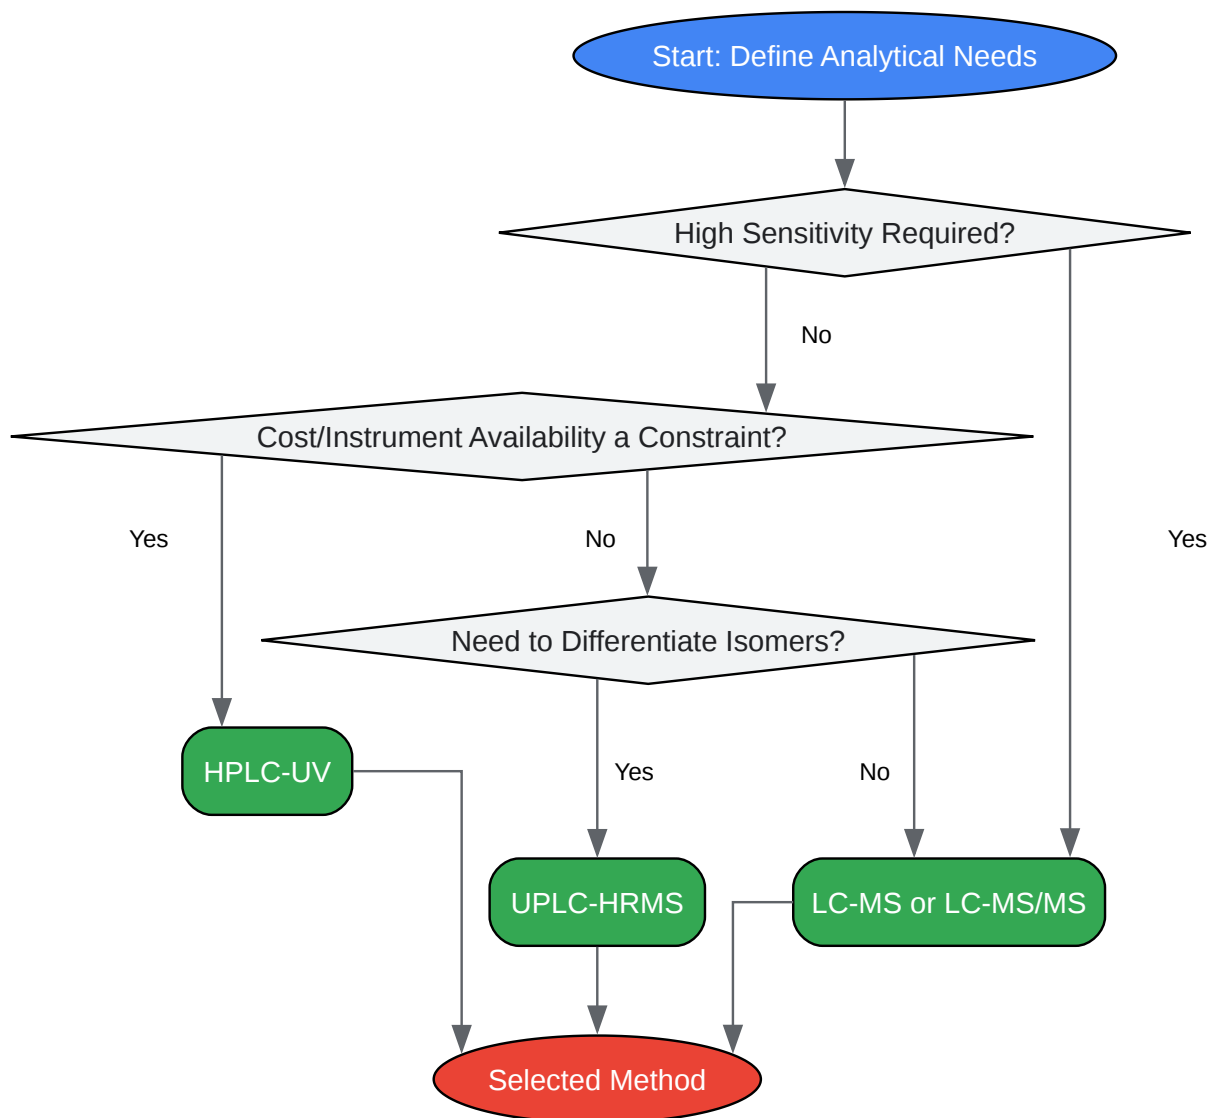 Start: Define Analytical Needs
High Sensitivity Required?
No
Cost/Instrument Availability a Constraint?
Yes
No
Yes
Need to Differentiate Isomers?
HPLC-UV
Yes
No
UPLC-HRMS
LC-MS or LC-MS/MS
Selected Method